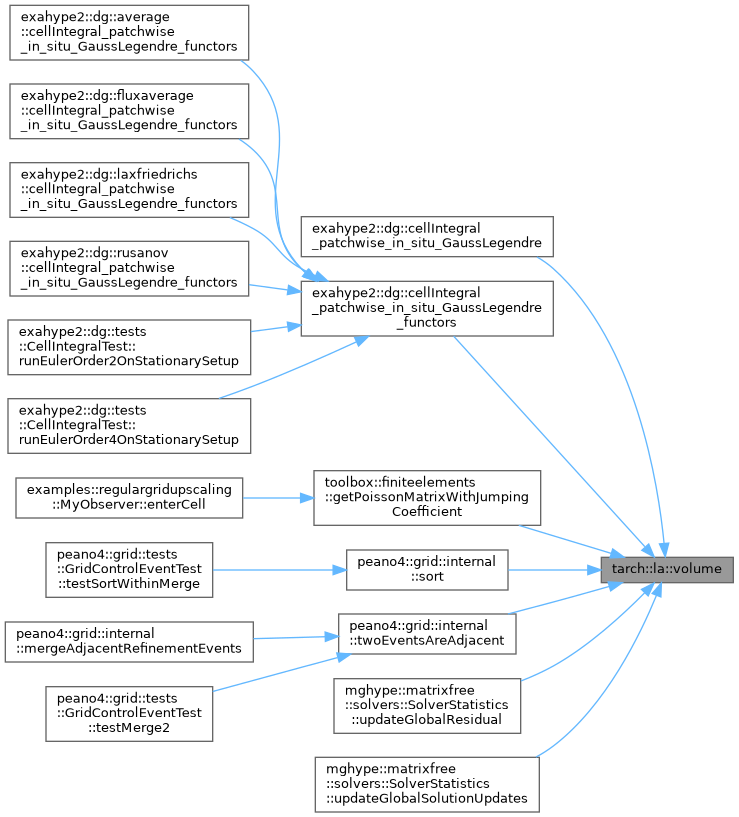 exahype2::dg::average
::cellIntegral_patchwise
_in_situ_GaussLegendre_functors
exahype2::dg::fluxaverage
::cellIntegral_patchwise
_in_situ_GaussLegendre_functors
exahype2::dg::laxfriedrichs
::cellIntegral_patchwise
_in_situ_GaussLegendre_functors
exahype2::dg::rusanov
::cellIntegral_patchwise
_in_situ_GaussLegendre_functors
exahype2::dg::tests
::CellIntegralTest::
runEulerOrder2OnStationarySetup
exahype2::dg::tests
::CellIntegralTest::
runEulerOrder4OnStationarySetup
examples::regulargridupscaling
::MyObserver::enterCell
peano4::grid::tests
::GridControlEventTest
::testSortWithinMerge
peano4::grid::internal
::mergeAdjacentRefinementEvents
peano4::grid::tests
::GridControlEventTest
::testMerge2
exahype2::dg::cellIntegral
_patchwise_in_situ_GaussLegendre
exahype2::dg::cellIntegral
_patchwise_in_situ_GaussLegendre
_functors
toolbox::finiteelements
::getPoissonMatrixWithJumping
Coefficient
peano4::grid::internal
::sort
peano4::grid::internal
::twoEventsAreAdjacent
mghype::matrixfree
::solvers::SolverStatistics
::updateGlobalResidual
mghype::matrixfree
::solvers::SolverStatistics
::updateGlobalSolutionUpdates
tarch::la::volume